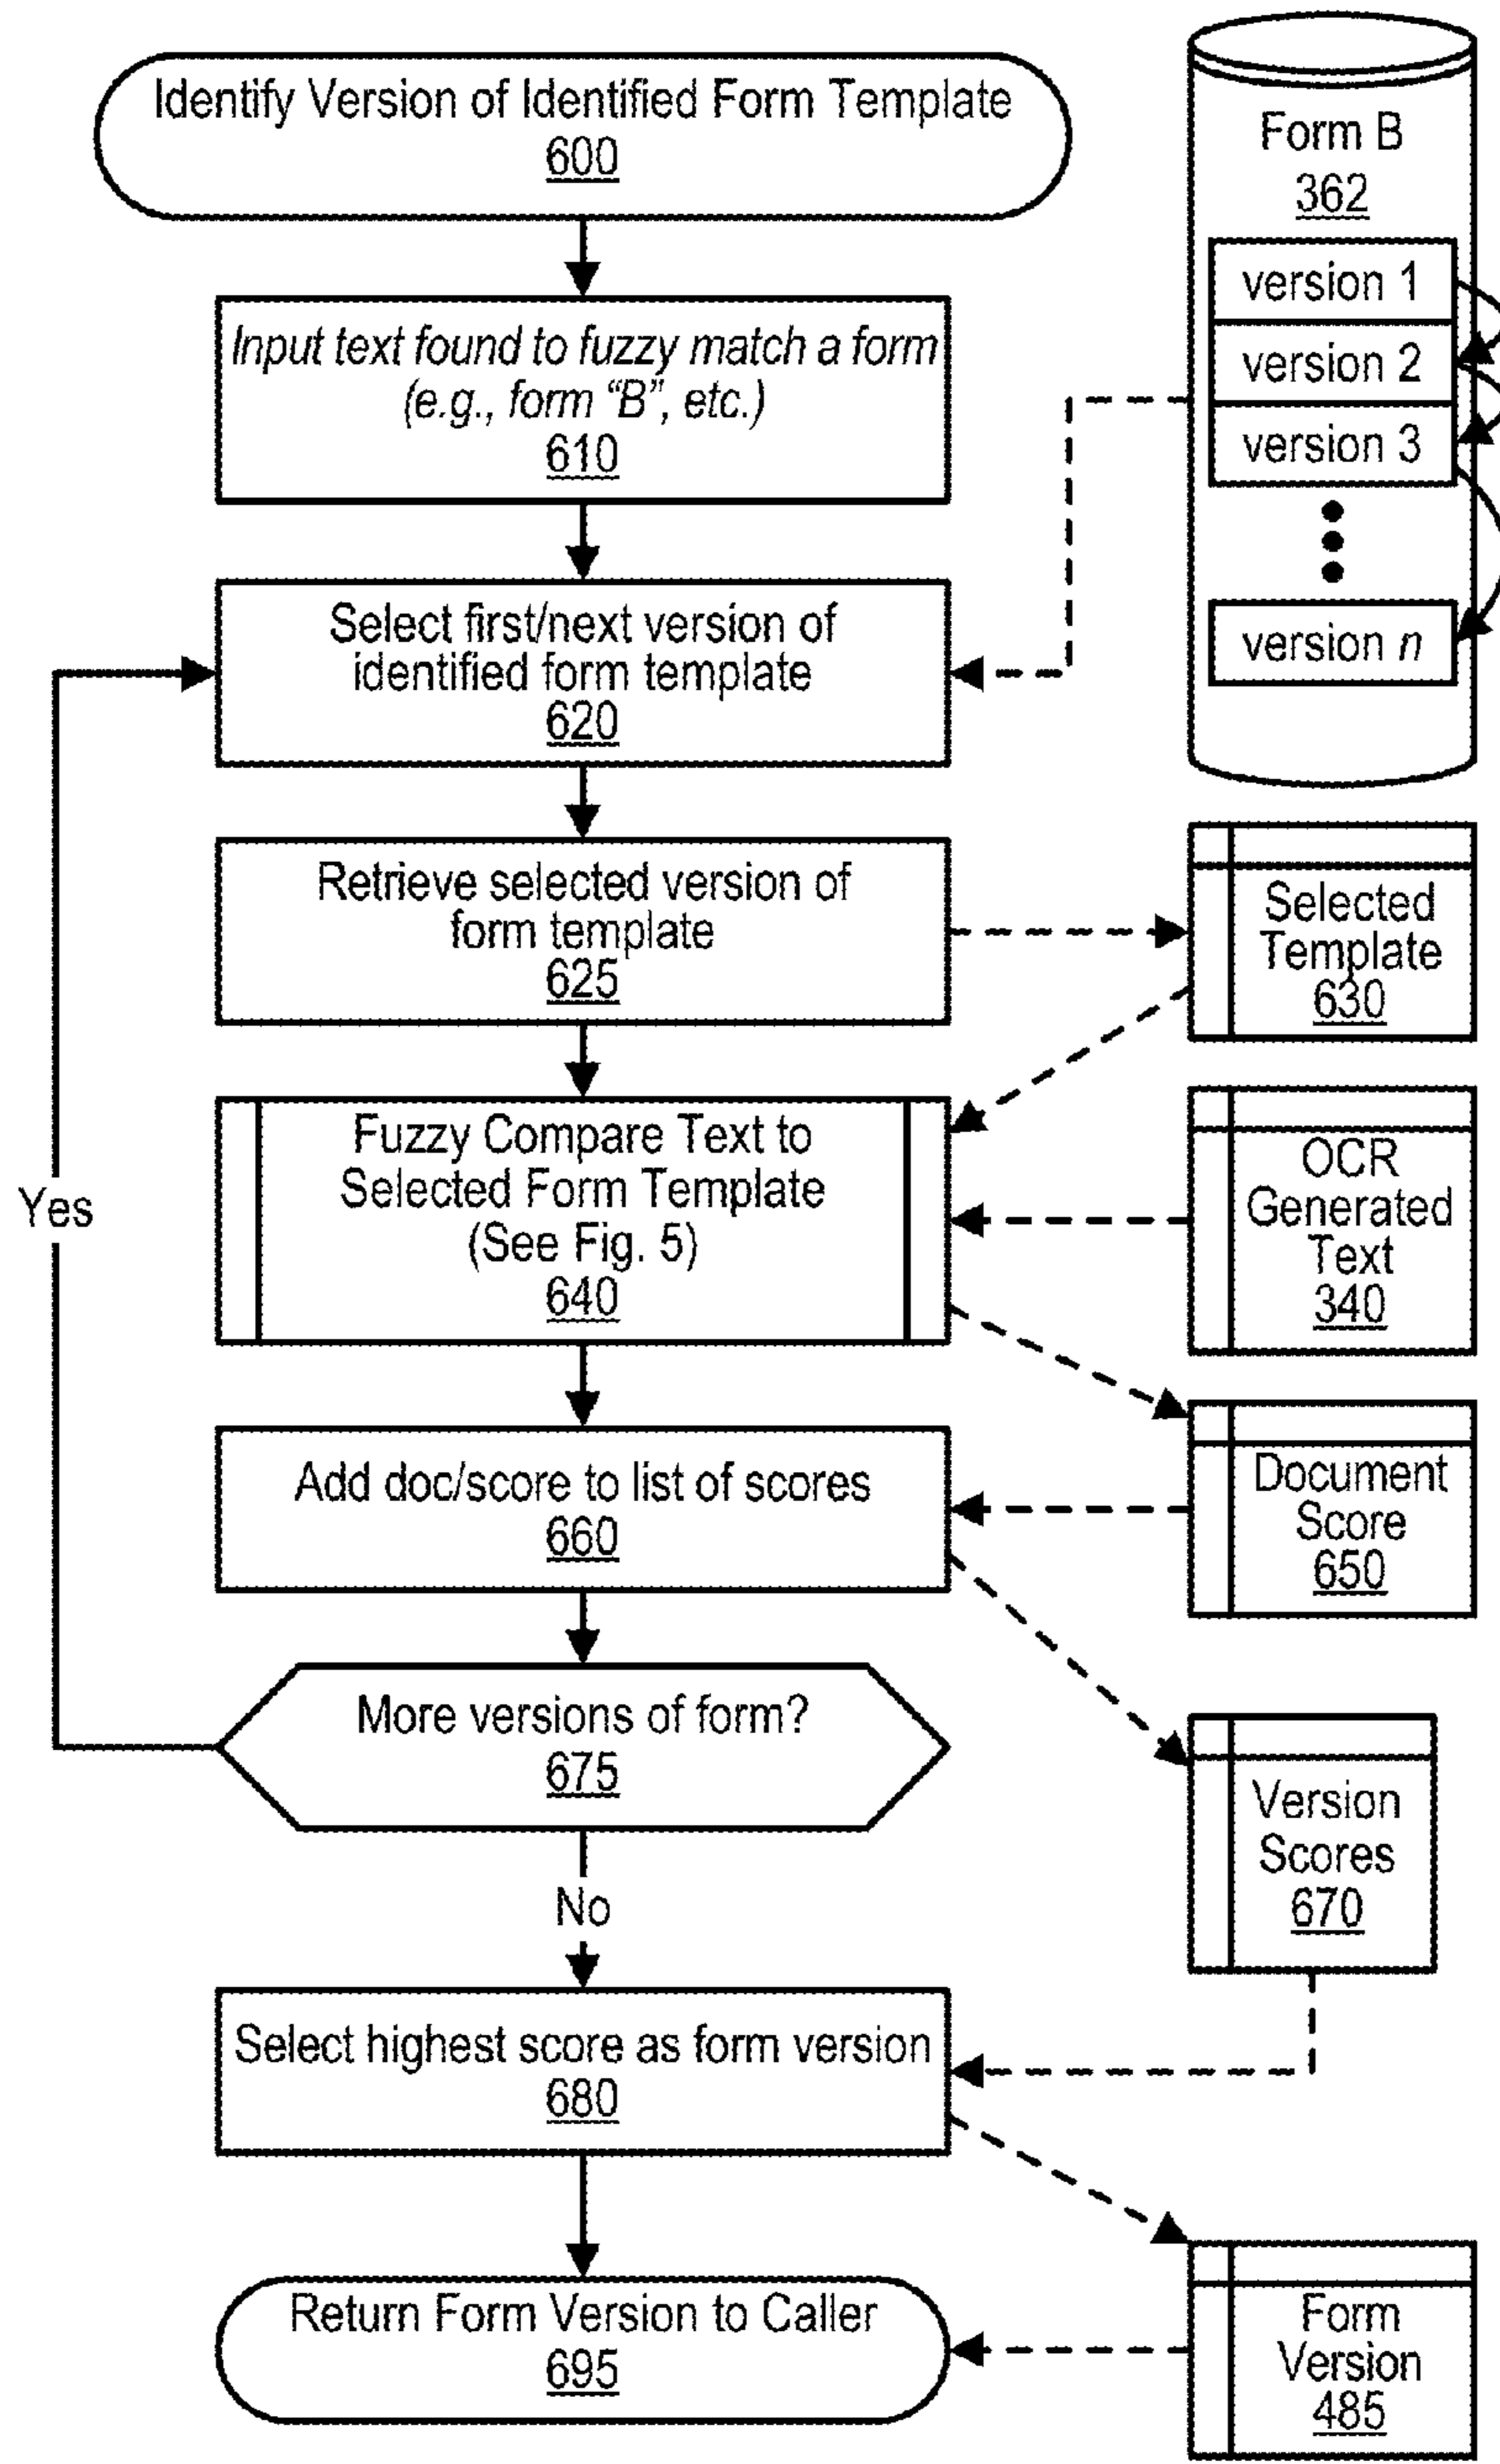 Identify Version of Identified Form Template
600
Form B
362
version 1
version 2
version 3
version n
Input text found to fuzzy match a form
(e.g., form “B”, etc.)
610
Select first/next version of
identified form template
620
Retrieve selected version of
form template
625
Selected
Template
630
Fuzzy Compare Text to
Selected Form Template
(See Fig. 5)
640
OCR
Generated
Text
340
Yes
Add doc/score to list of scores
660
Document
Score
650
More versions of form?
675
Version
Scores
670
No
Select highest score as form version
680
Return Form Version to Caller
695
Form
Version
485